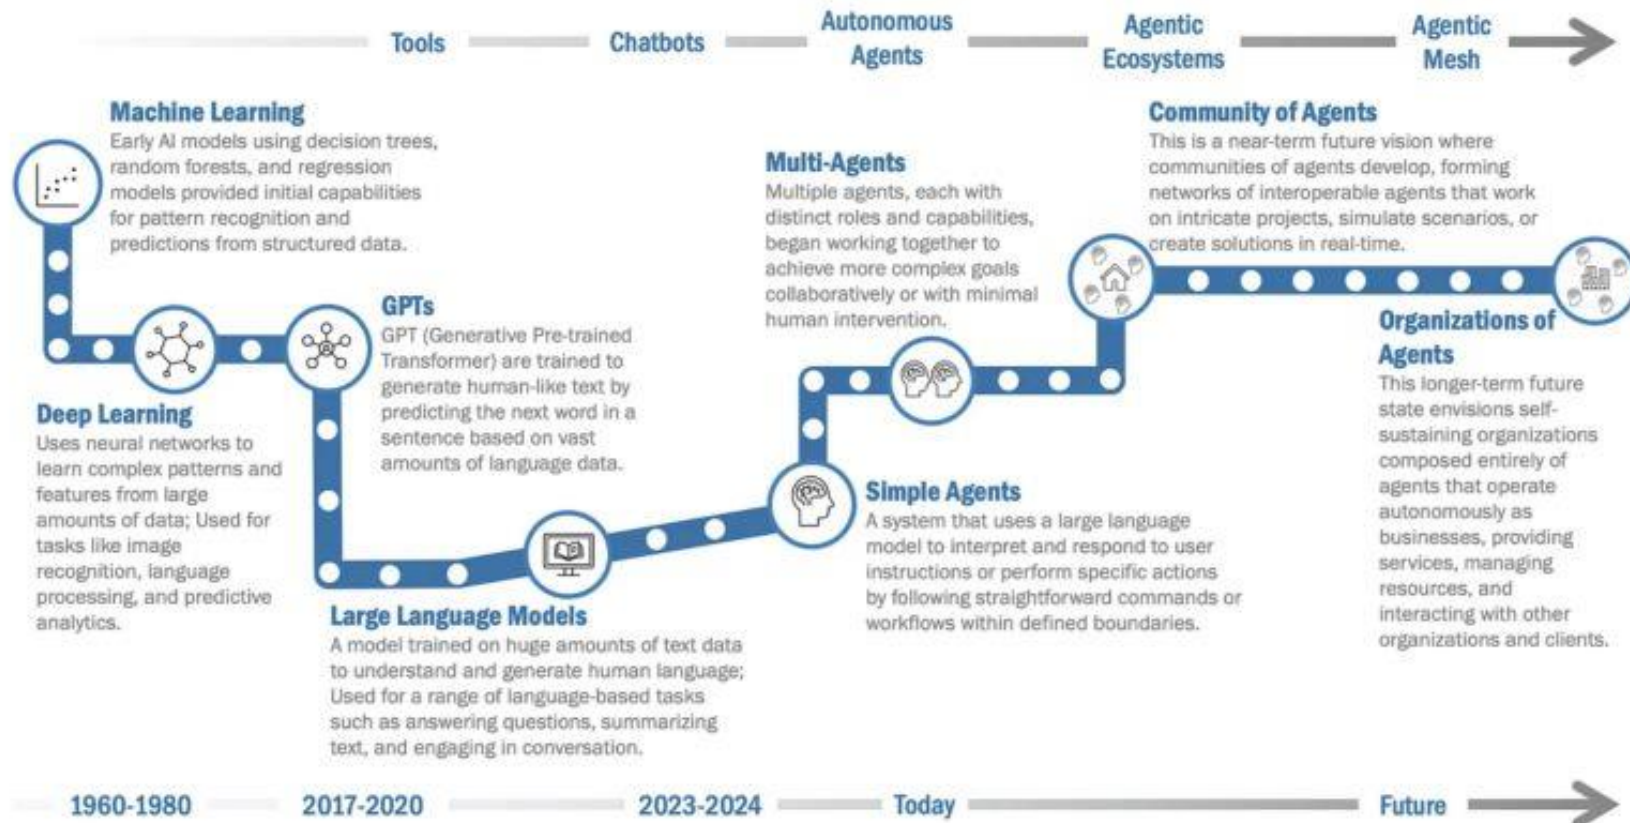 Tools
Chatbots
Autonomous
Agents
Agentic
Ecosystems
Agentic
Mesh
Machine Learning
Early AI models using decision trees,
random forests, and regression
models provided initial capabilities
for pattern recognition and
predictions from structured data.
Deep Learning
Uses neural networks to
learn complex patterns and
features from large
amounts of data; Used for
tasks like image
recognition, language
processing, and predictive
analytics.
GPTs
GPT (Generative Pre-trained
Transformer) are trained to
generate human-like text by
predicting the next word in a
sentence based on vast
amounts of language data.
Large Language Models
A model trained on huge amounts of text data
to understand and generate human language;
Used for a range of language-based tasks
such as answering questions, summarizing
text, and engaging in conversation.
Simple Agents
A system that uses a large language
model to interpret and respond to user
instructions or perform specific actions
by following straightforward commands or
workflows within defined boundaries.
Multi-Agents
Multiple agents, each with
distinct roles and capabilities,
began working together to
achieve more complex goals
collaboratively or with minimal
human intervention.
Community of Agents
This is a near-term future vision where
communities of agents develop, forming
networks of interoperable agents that work
on intricate projects, simulate scenarios, or
create solutions in real-time.
Organizations of
Agents
This longer-term future
state envisions self-
sustaining organizations
composed entirely of
agents that operate
autonomously as
businesses, providing
services, managing
resources, and
interacting with other
organizations and clients.
1960-1980
2017-2020
2023-2024
Today
Future